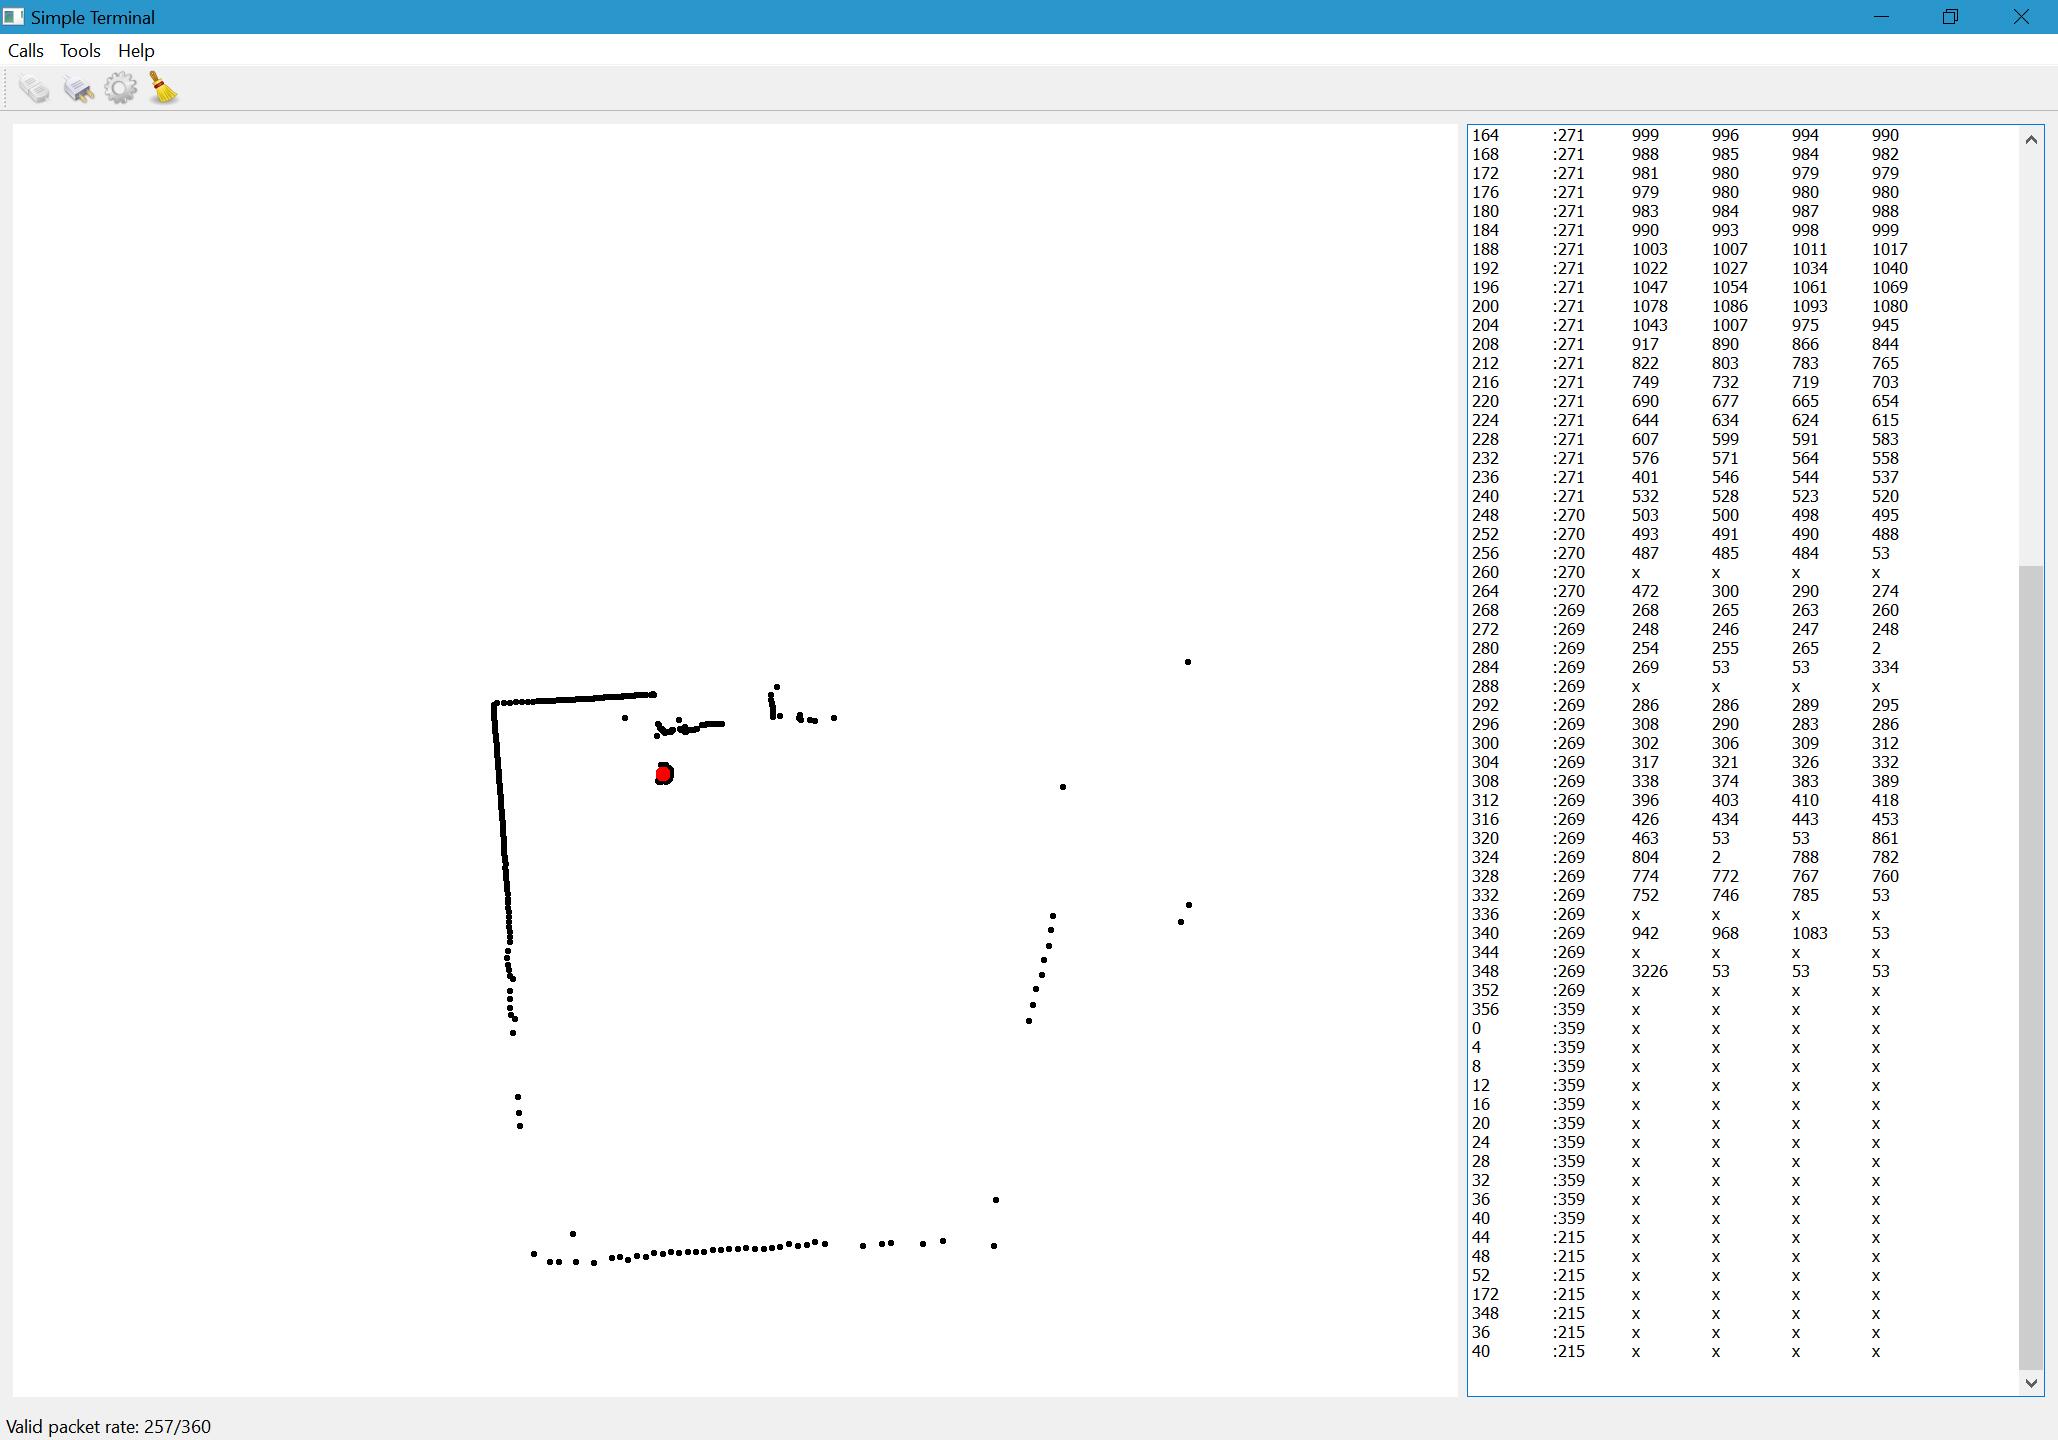 Simple Terminal
Calls Tools Help
164 :271 999 996 994 990
168 :271 988 985 984 982
172 :271 981 980 979 979
176 :271 979 980 980 980
180 :271 983 984 987 988
184 :271 990 993 998 999
188 :271 1003 1007 1011 1017
192 :271 1022 1027 1034 1040
196 :271 1047 1054 1061 1069
200 :271 1078 1086 1093 1080
204 :271 1043 1007 975 945
208 :271 917 890 866 844
212 :271 822 803 783 765
216 :271 749 732 719 703
220 :271 690 677 665 654
224 :271 644 634 624 615
228 :271 607 599 591 583
232 :271 576 571 564 558
236 :271 401 546 544 537
240 :271 532 528 523 520
248 :270 503 500 498 495
252 :270 493 491 490 488
256 :270 487 485 484 53
260 :270 x x x x
264 :270 472 300 290 274
268 :269 268 265 263 260
272 :269 248 246 247 248
280 :269 254 255 265 2
284 :269 269 53 53 334
288 :269 x x x x
292 :269 286 286 289 295
296 :269 308 290 283 286
300 :269 302 306 309 312
304 :269 317 321 326 332
308 :269 338 374 383 389
312 :269 396 403 410 418
316 :269 426 434 443 453
320 :269 463 53 53 861
324 :269 804 2 788 782
328 :269 774 772 767 760
332 :269 752 746 785 53
336 :269 x x x x
340 :269 942 968 1083 53
344 :269 x x x x
348 :269 3226 53 53 53
352 :269 x x x x
356 :359 x x x x
0 :359 x x x x
4 :359 x x x x
8 :359 x x x x
12 :359 x x x x
16 :359 x x x x
20 :359 x x x x
24 :359 x x x x
28 :359 x x x x
32 :359 x x x x
36 :359 x x x x
40 :359 x x x x
44 :215 x x x x
48 :215 x x x x
52 :215 x x x x
172 :215 x x x x
348 :215 x x x x
36 :215 x x x x
40 :215 x x x x
Valid packet rate: 257/360